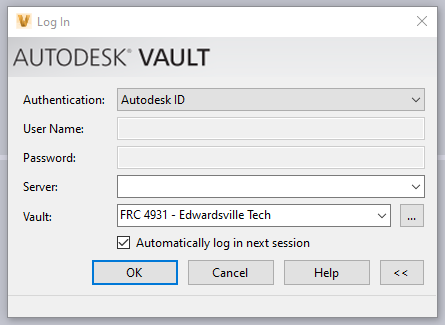 Log In
AUTODESK® VAULT
Authentication: Autodesk ID
User Name:
Password:
Server:
Vault: FRC 4931 - Edwardsville Tech ...
Automatically log in next session
OK Cancel Help <<